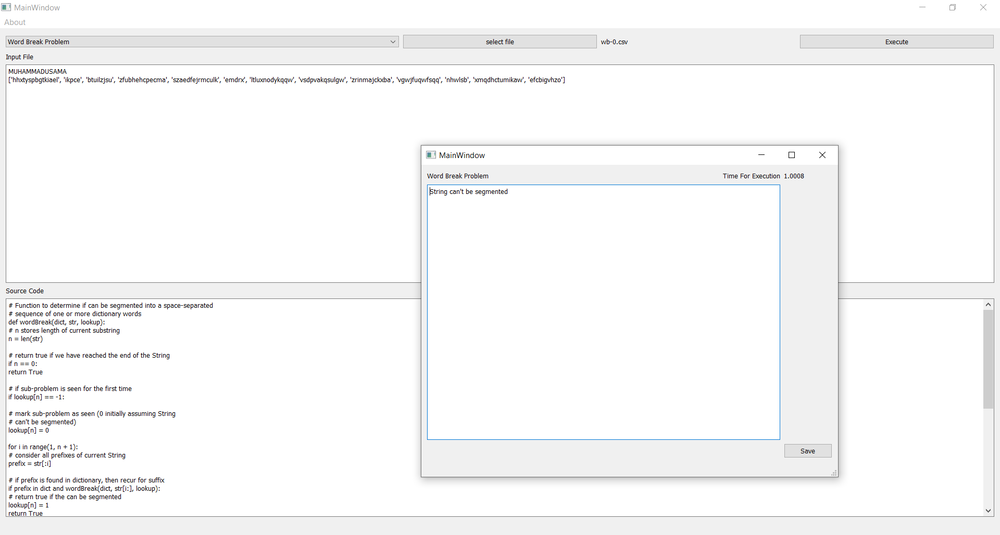 MainWindow
About
Word Break Problem
select file
wb-0.csv
Execute
Input File
MUHAMMADUSAMA
['hhxtyspbgtkiael', 'ikpce', 'btuilzjsu', 'zfubhehcpecma', 'szaedfejrmculk', 'emdrx', 'ltluxnodykqqw', 'vsdpvakqsulgw', 'zrinmajckxba', 'vgwjfuqwfsqq', 'nhwlsb', 'xmqdhctumikaw', 'efcbigvhzo']
MainWindow
Word Break Problem
Time For Execution 1.0008
String can't be segmented
Save
Source Code
# Function to determine if can be segmented into a space-separated
# sequence of one or more dictionary words
def wordBreak(dict, str, lookup):
# n stores length of current substring
n = len(str)
# return true if we have reached the end of the String
if n == 0:
return True
# if sub-problem is seen for the first time
if lookup[n] == -1:
# mark sub-problem as seen (0 initially assuming String
# can't be segmented)
lookup[n] = 0
for i in range(1, n + 1):
# consider all prefixes of current String
prefix = str[:i]
# if prefix is found in dictionary, then recur for suffix
if prefix in dict and wordBreak(dict, str[i:], lookup):
# return true if the can be segmented
lookup[n] = 1
return True